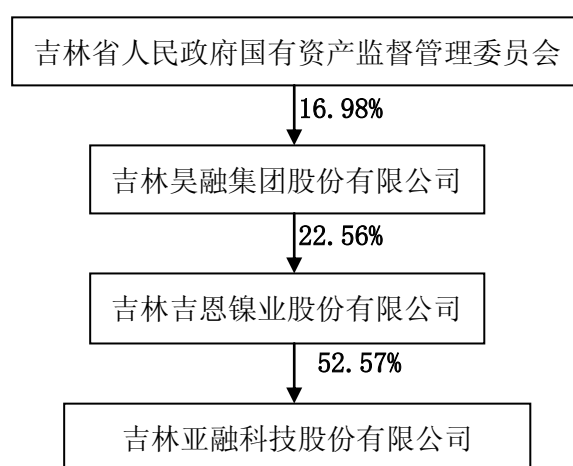 吉林省人民政府国有资产监督管理委员会
16.98%
吉林昊融集团股份有限公司
22.56%
吉林吉恩镍业股份有限公司
52.57%
吉林亚融科技股份有限公司